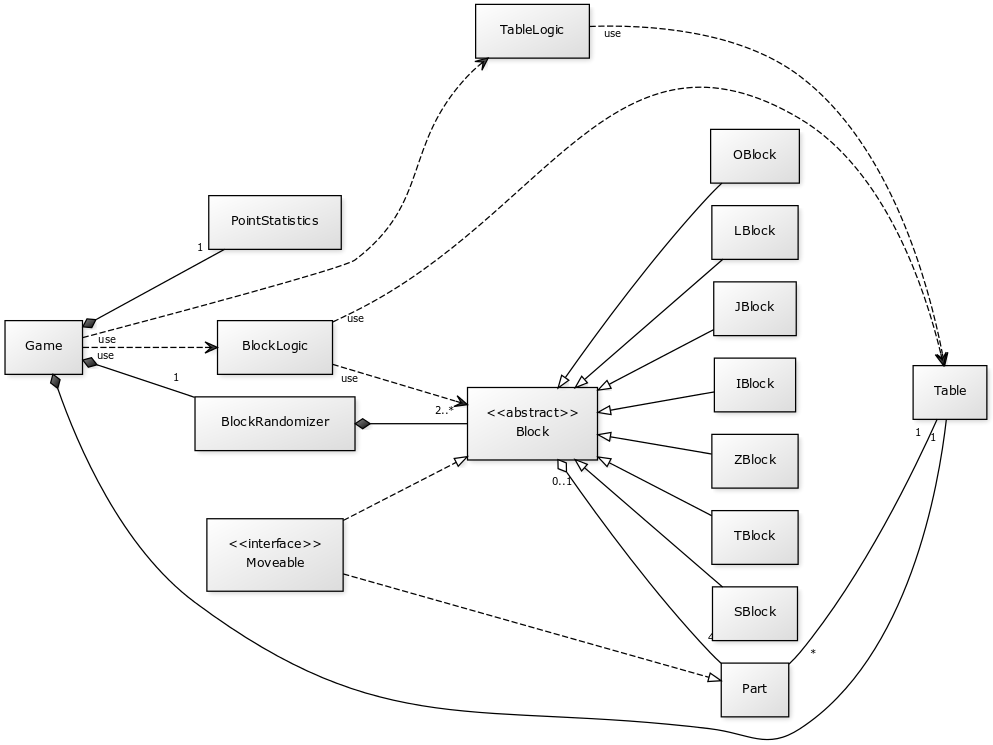 TableLogic
use
OBlock
PointStatistics
LBlock
1
JBlock
use
Game
use
BlockLogic
use
use
Table
1
IBlock
2..*
<<abstract>>
Block
BlockRandomizer
1
1
ZBlock
0..1
<<interface>>
Moveable
TBlock
SBlock
4
*
Part